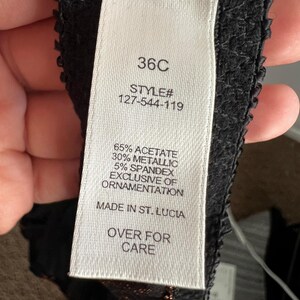 36C
STYLE#
127-544-119
65% ACETATE
30% METALLIC
5% SPANDEX
EXCLUSIVE OF
ORNAMENTATION
MADE IN ST. LUCIA
OVER FOR
CARE